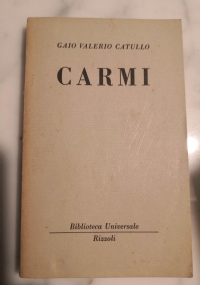 GAIO VALERIO CATULLO
CARMI
Biblioteca Universale
Rizzoli